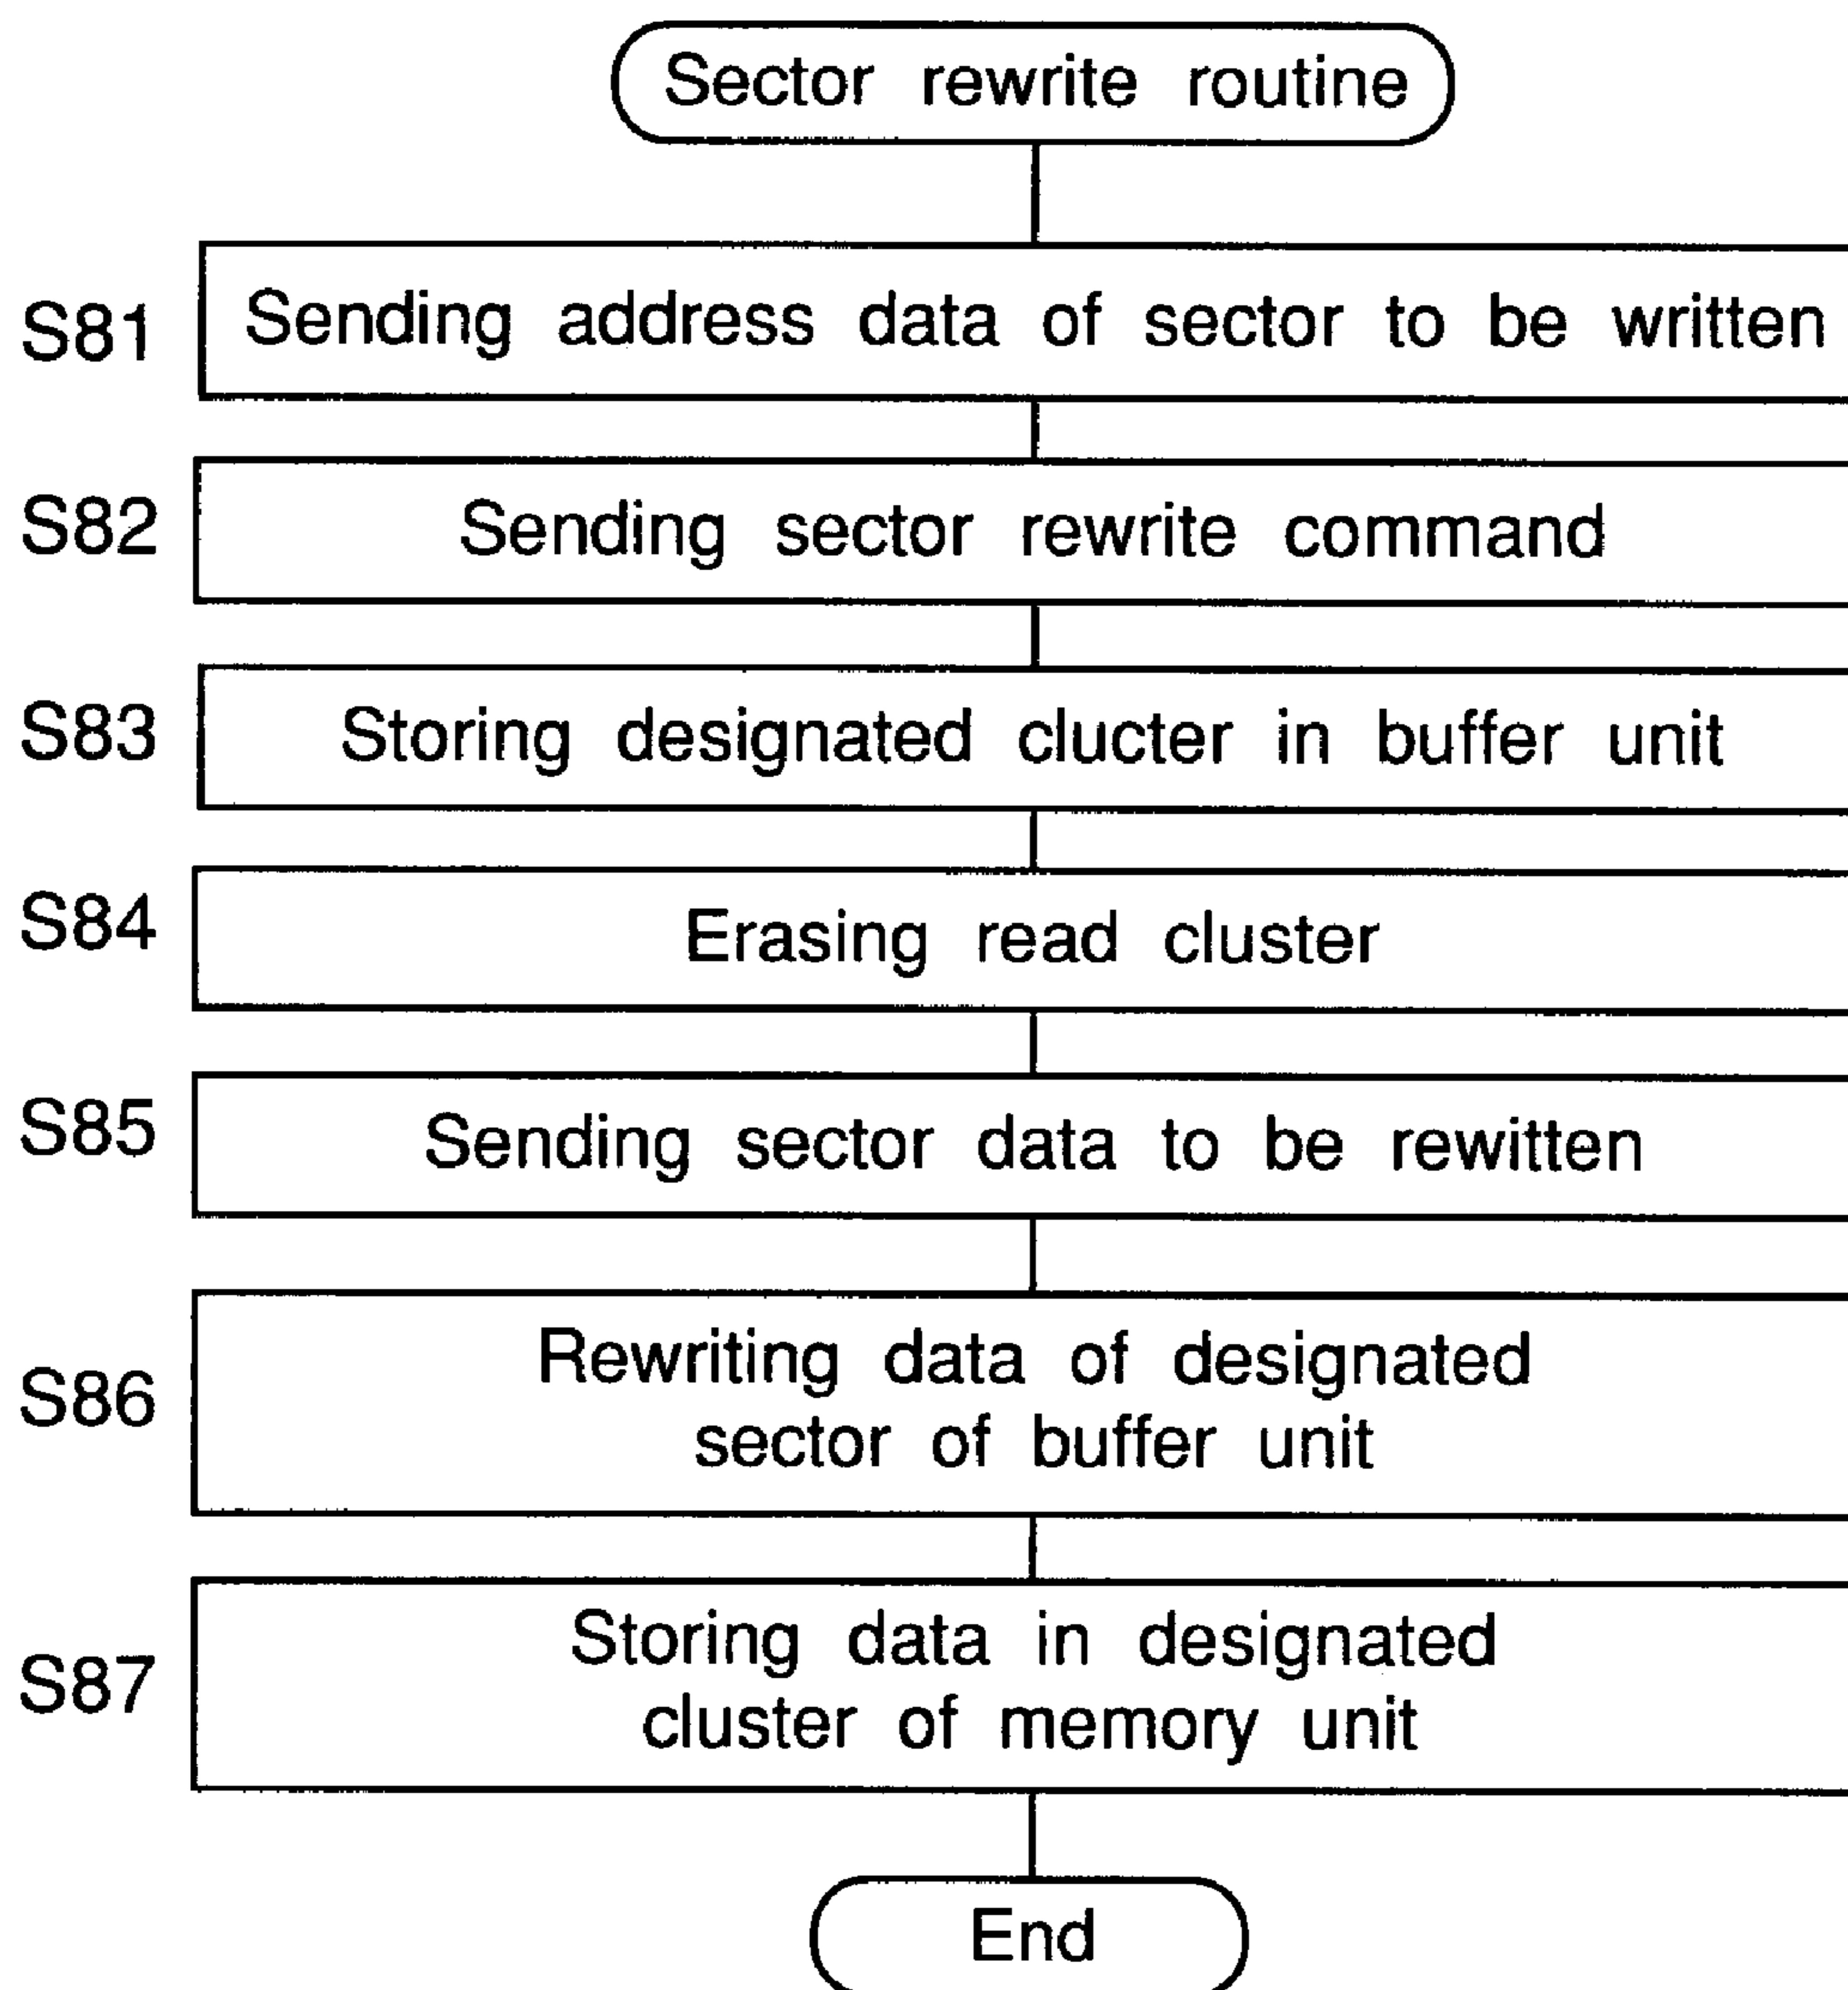 Sector rewrite routine
S81 Sending address data of sector to be written
S82 Sending sector rewrite command
S83 Storing designated clucter in buffer unit
S84 Erasing read cluster
S85 Sending sector data to be rewitten
Rewriting data of designated
S86
sector of buffer unit
Storing data in designated
S87
cluster of memory unit
End